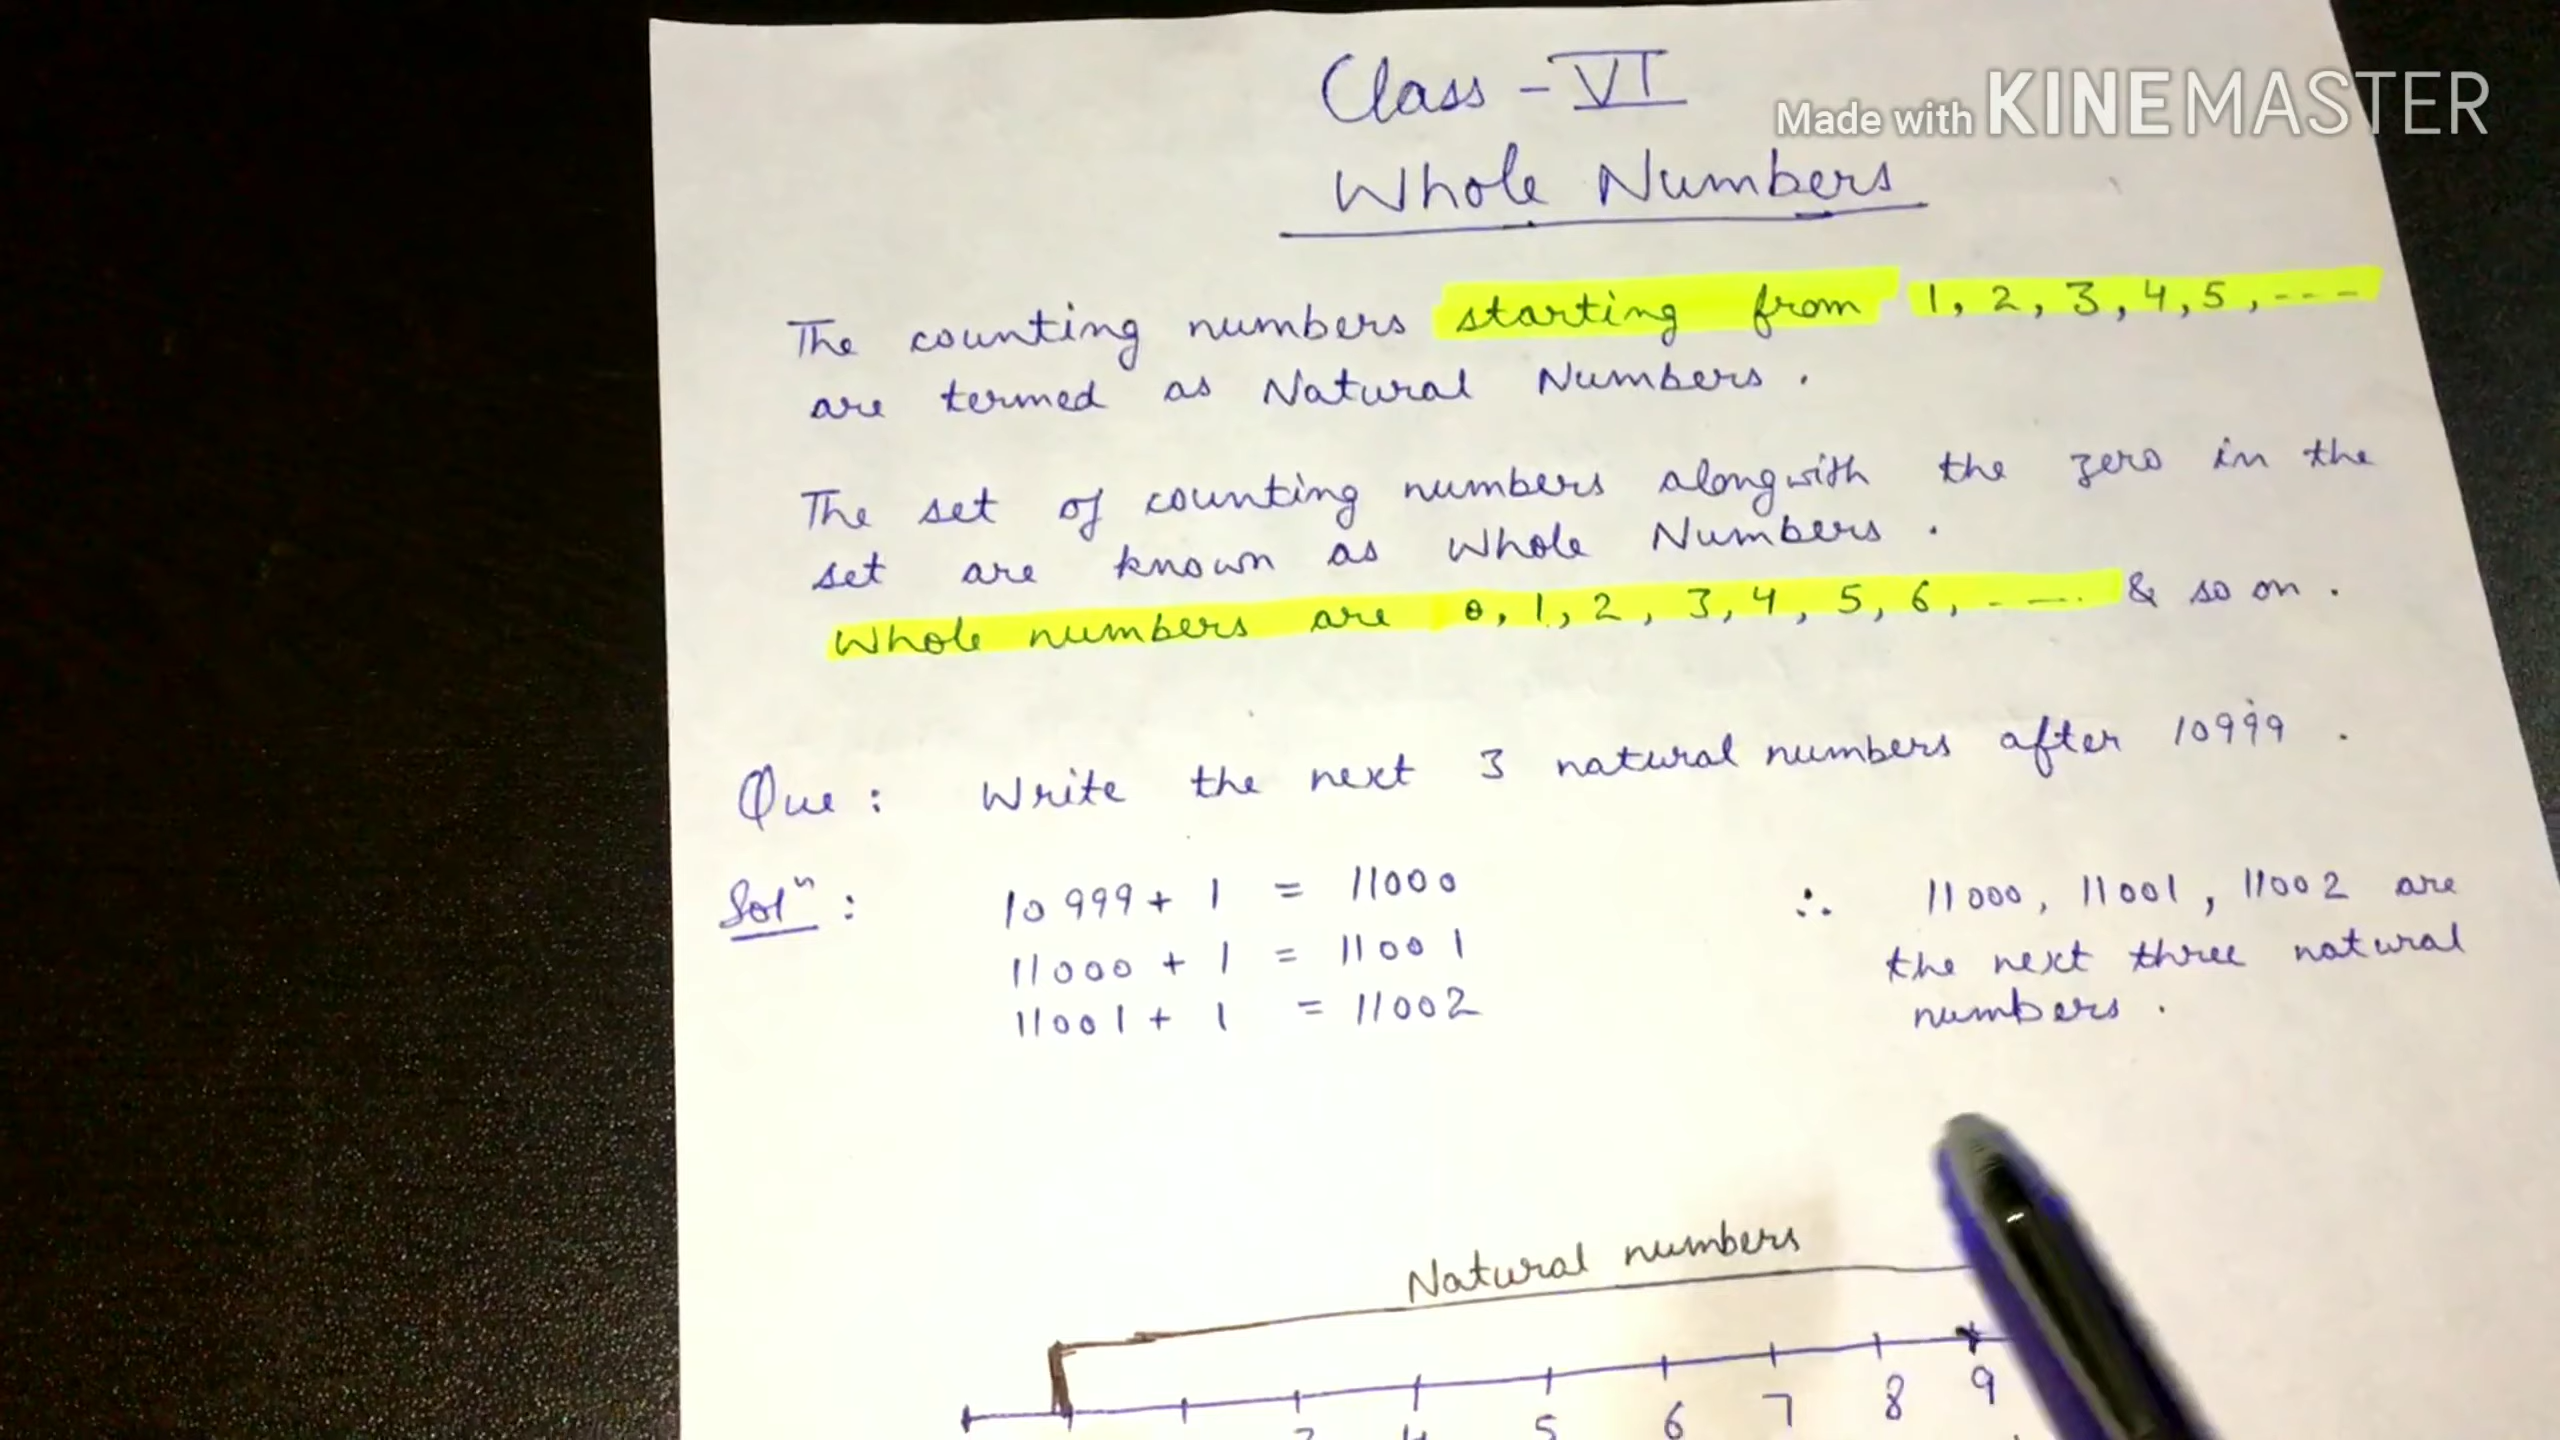 Class - VI
Made with KINEMASTER
Whole Numbers
The counting numbers starting from 1, 2, 3, 4, 5, ---
are termed as Natural Numbers.
The set of counting numbers alongwith the zero in the
set are known as Whole Numbers.
Whole numbers are 0, 1, 2, 3, 4, 5, 6, - -- & so on.
Que: Write the next 3 natural numbers after 10999.
Solⁿ: 10999 + 1 = 11000 ∴ 11000, 11001, 11002 are
11000 + 1 = 11001 the next three natural
11001 + 1 = 11002 numbers.
Natural numbers
5 6 7 8 9